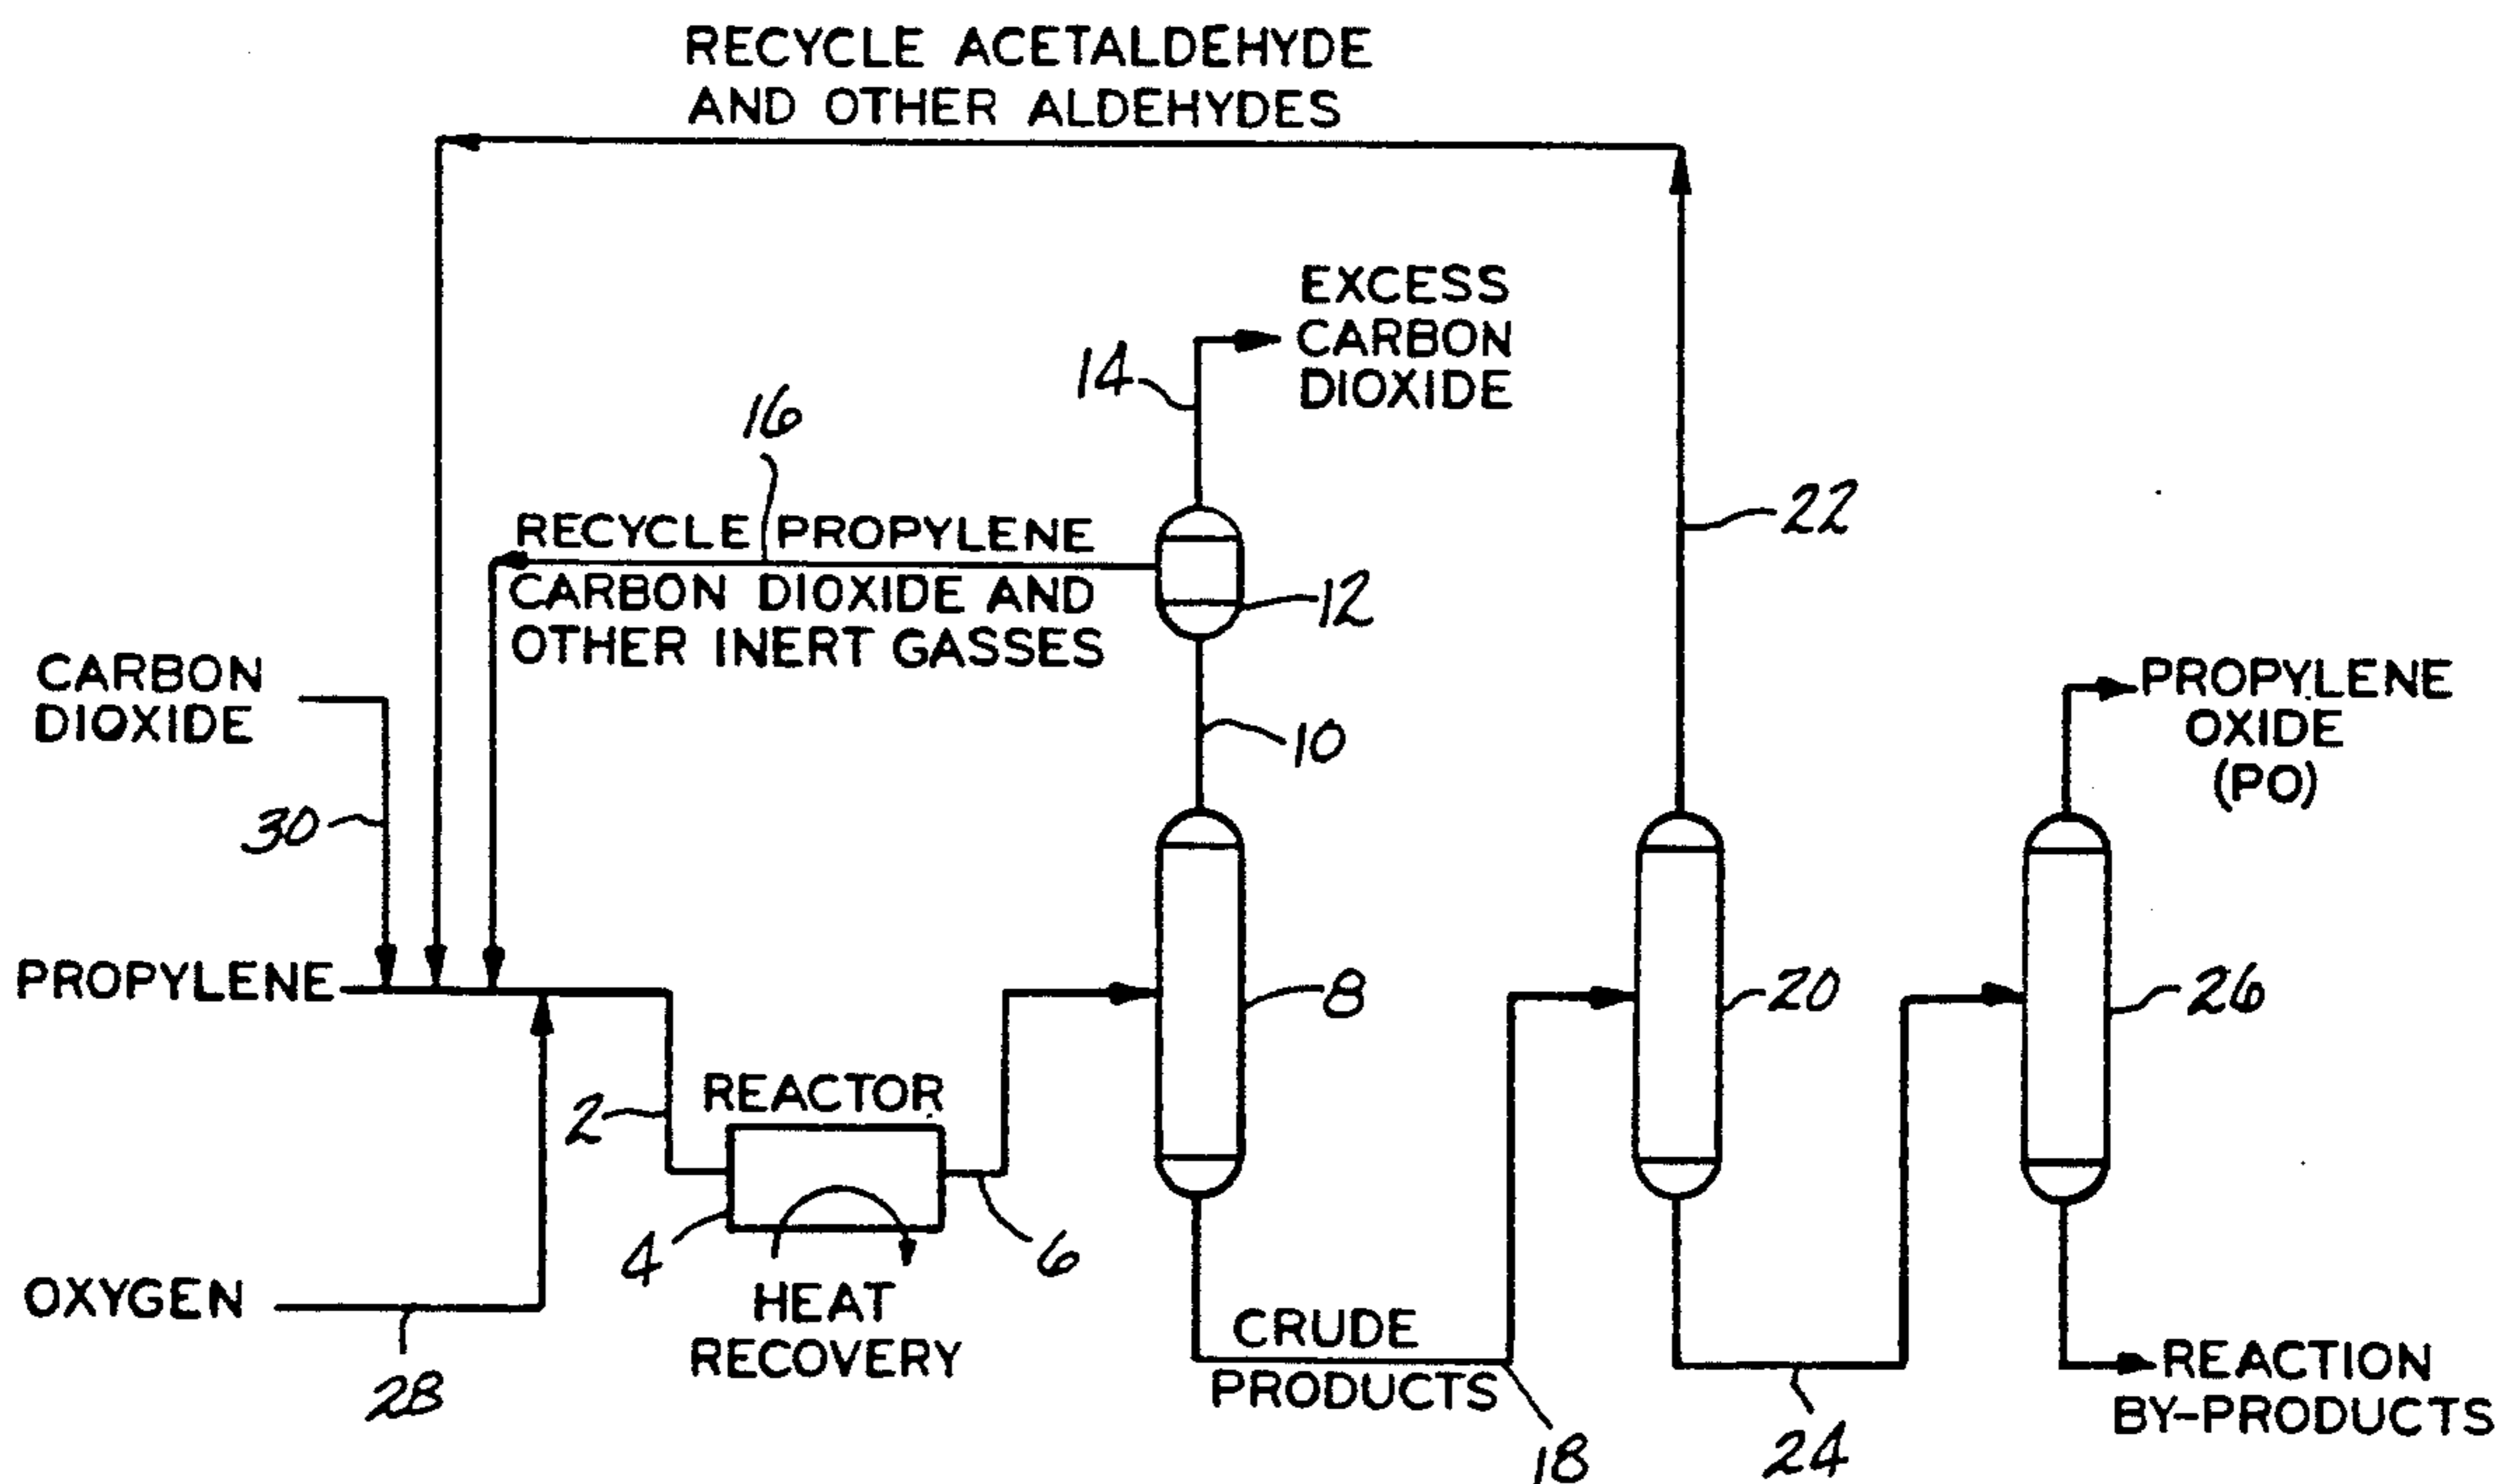 RECYCLE ACETALDEHYDE
AND OTHER ALDEHYDES
EXCESS
CARBON
DIOXIDE
14
16
22
RECYCLE PROPYLENE
CARBON DIOXIDE AND
OTHER INERT GASSES
12
CARBON
DIOXIDE
10
PROPYLENE
OXIDE
(PO)
30
PROPYLENE
8
20
26
2
REACTOR
4
6
HEAT
RECOVERY
OXYGEN
28
CRUDE
PRODUCTS
18
24
REACTION
BY-PRODUCTS